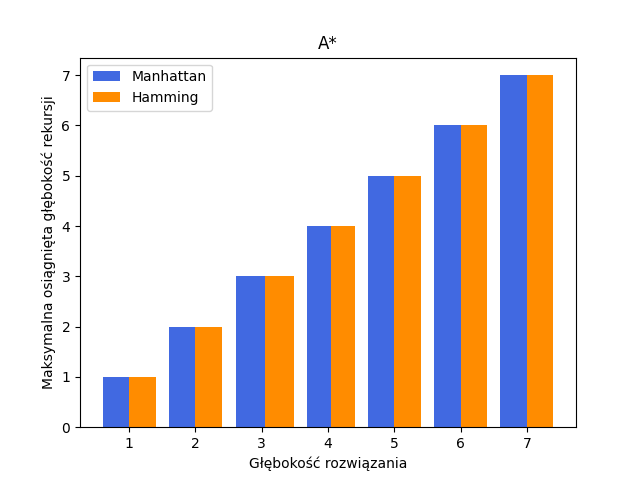 A*
Manhattan
Hamming
7
6
5
4
3
2
1
0
Maksymalna osiągnięta głębokość rekursji
1 2 3 4 5 6 7
Głębokość rozwiązania